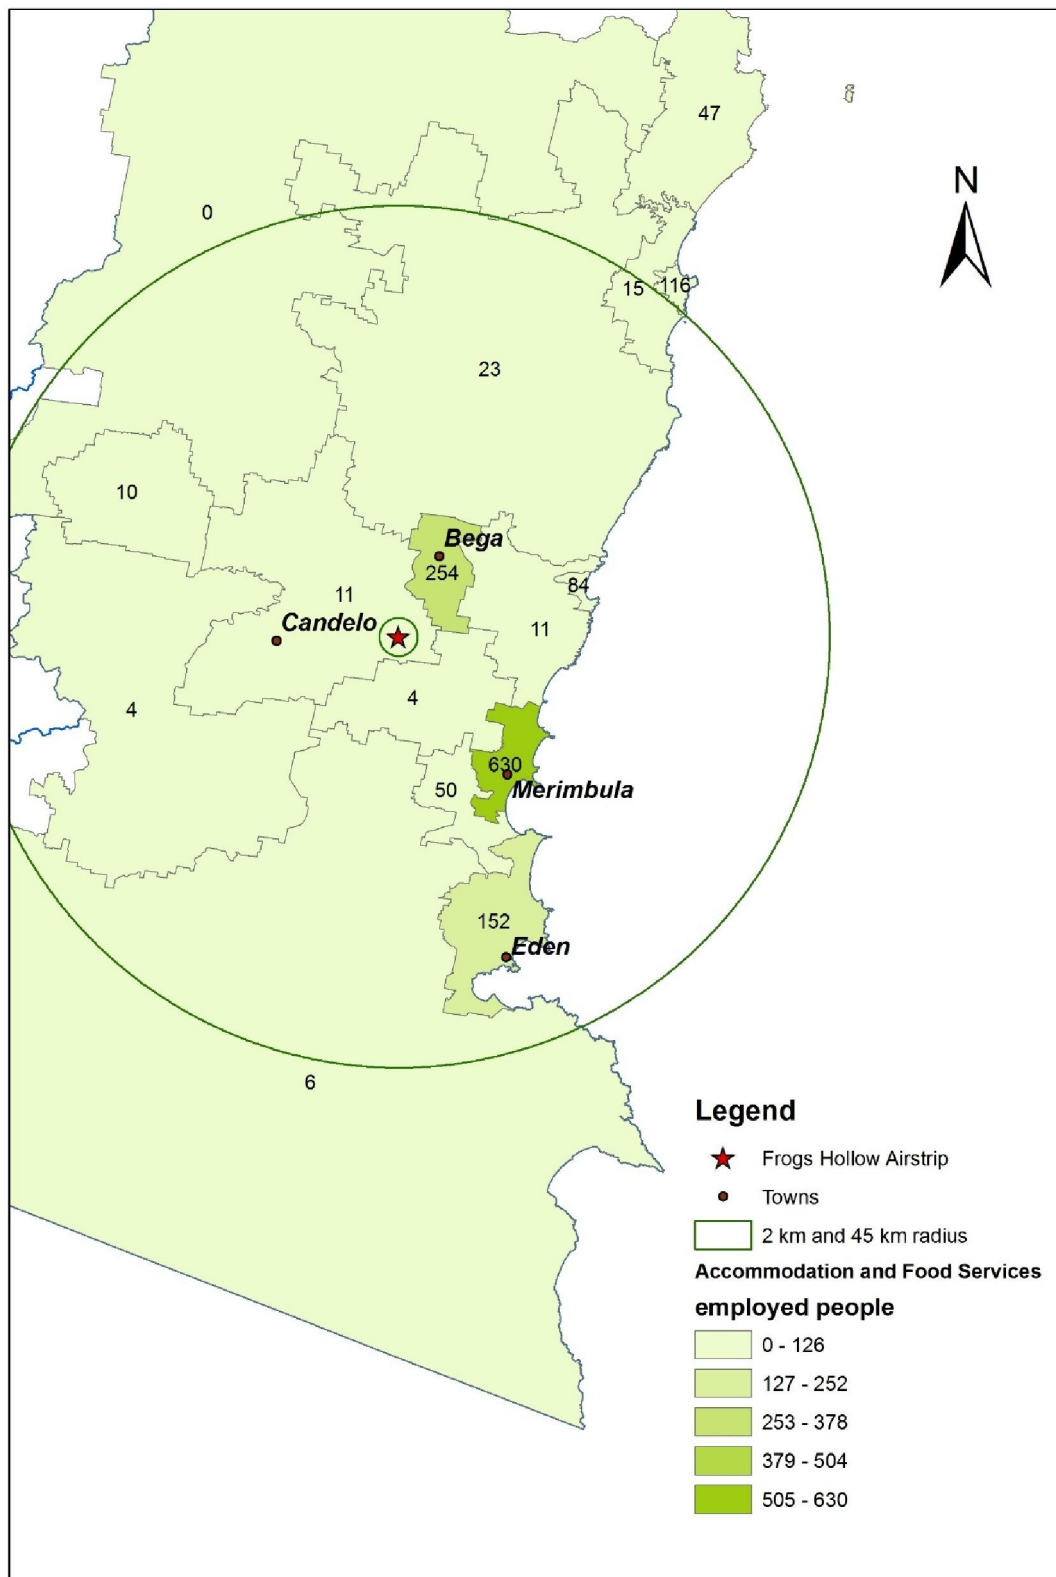 47
N
0
15
116
23
10
Bega
254
84
11
Candelo
11
4
4
630
50
Merimbula
152
Eden
6
Legend
Frogs Hollow Airstrip
Towns
2 km and 45 km radius
Accommodation and Food Services
employed people
0 - 126
127 - 252
253 - 378
379 - 504
505 - 630